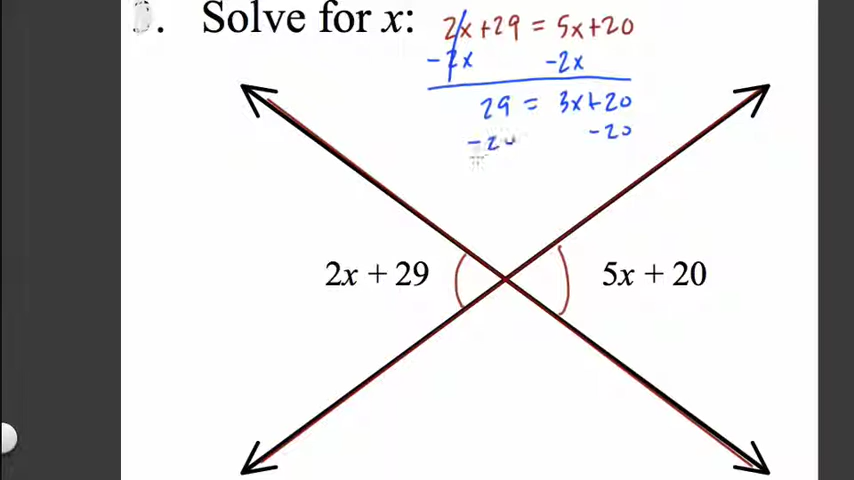 . Solve for x:
2x + 29 = 5x + 20
-2x -2x
29 = 3x + 20
-20 -20
2x + 29 5x + 20